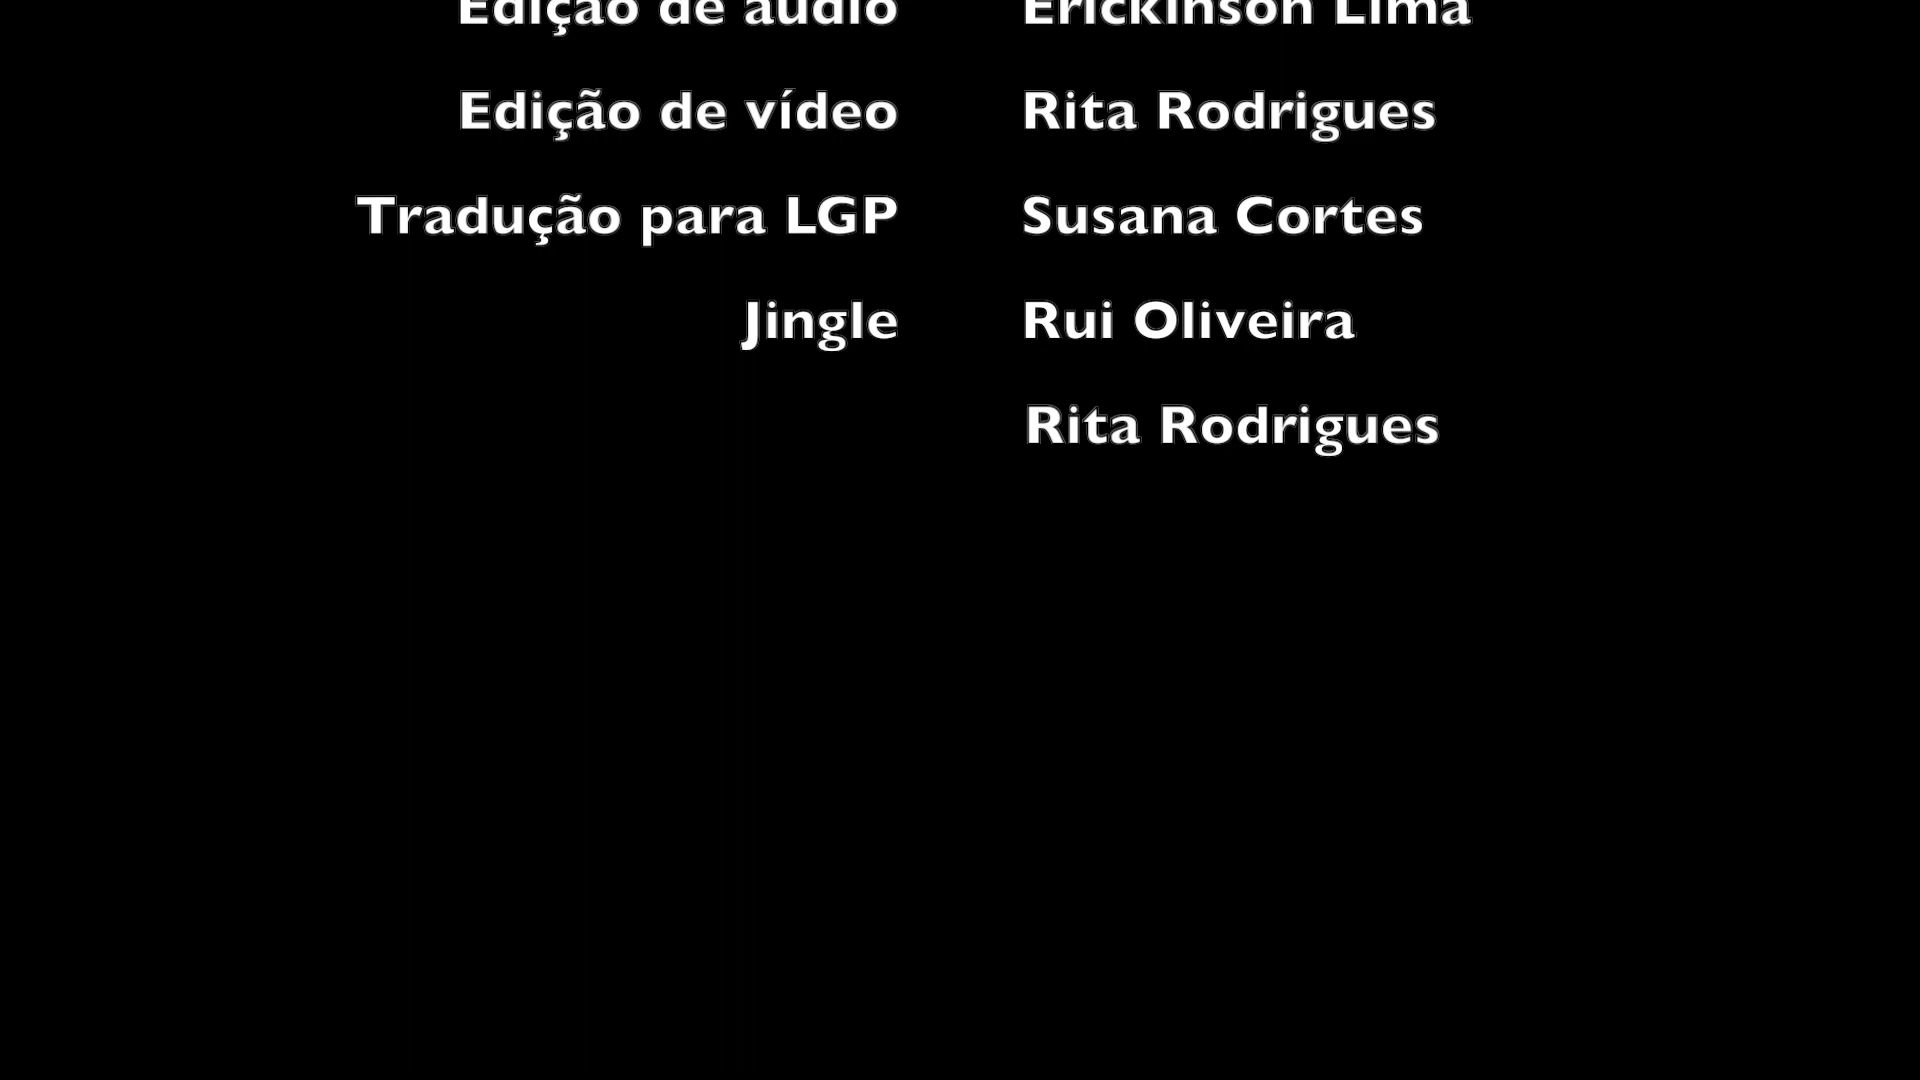 Edição de áudio Erickinson Lima
Edição de vídeo Rita Rodrigues
Tradução para LGP Susana Cortes
Jingle Rui Oliveira
Rita Rodrigues